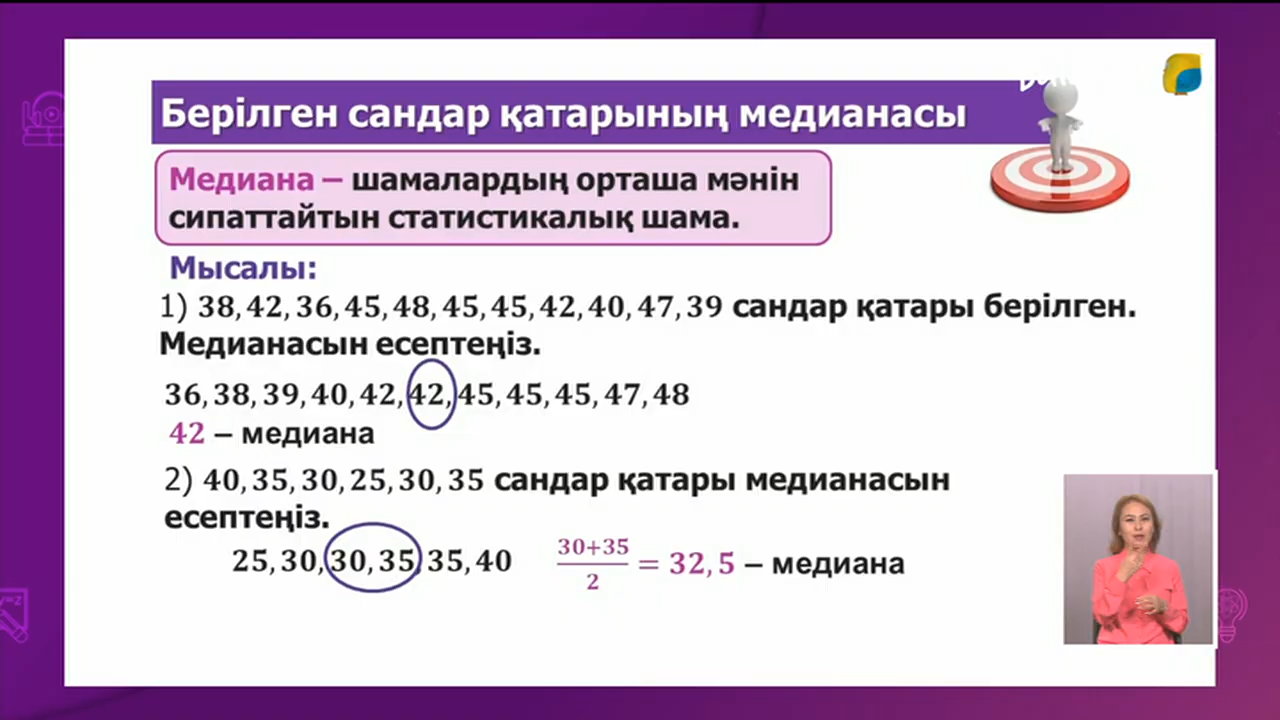 Берілген сандар қатарының медианасы
Медиана – шамалардың орташа мәнін
сипаттайтын статистикалық шама.
Мысалы:
1) 38, 42, 36, 45, 48, 45, 45, 42, 40, 47, 39 сандар қатары берілген.
Медианасын есептеңіз.
36, 38, 39, 40, 42, 42, 45, 45, 45, 47, 48
42 – медиана
2) 40, 35, 30, 25, 30, 35 сандар қатары медианасын
есептеңіз.
25, 30, 30, 35, 35, 40
30+35
2
= 32, 5 – медиана